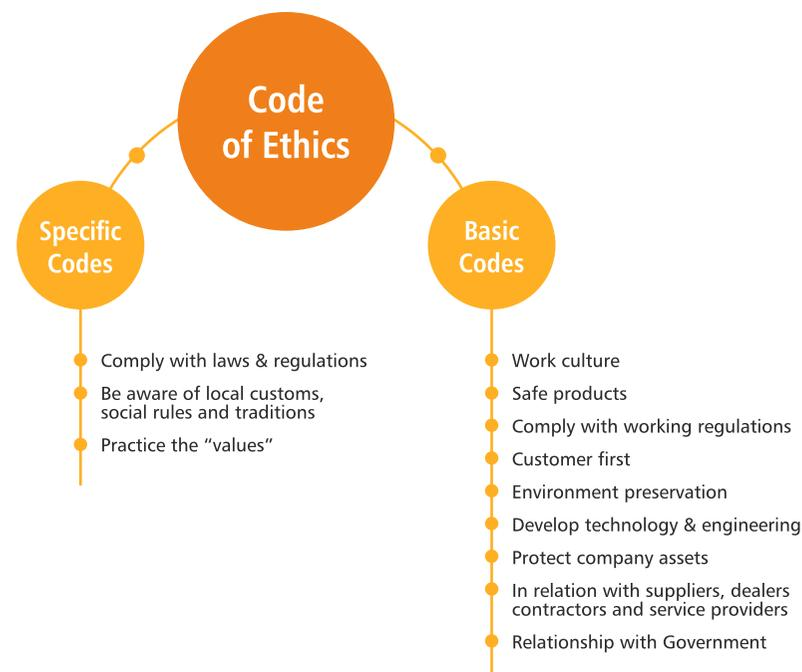 Code
of Ethics
Specific
Codes
Comply with laws & regulations
Be aware of local customs,
social rules and traditions
Practice the “values”
Basic
Codes
Work culture
Safe products
Comply with working regulations
Customer first
Environment preservation
Develop technology & engineering
Protect company assets
In relation with suppliers, dealers
contractors and service providers
Relationship with Government